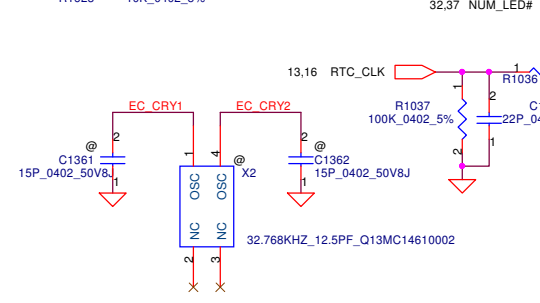 32,37 NUM_LED#
13,16 RTC_CLK
1
R1036
EC_CRY1
EC_CRY2
1
2
R1037
100K_0402_5%
22P_04
2
1
@
2
C1361
15P_0402_50V8J
1
1
4
@
X2
OSC
OSC
NC
NC
2
3
@
2
C1362
15P_0402_50V8J
1
32.768KHZ_12.5PF_Q13MC14610002